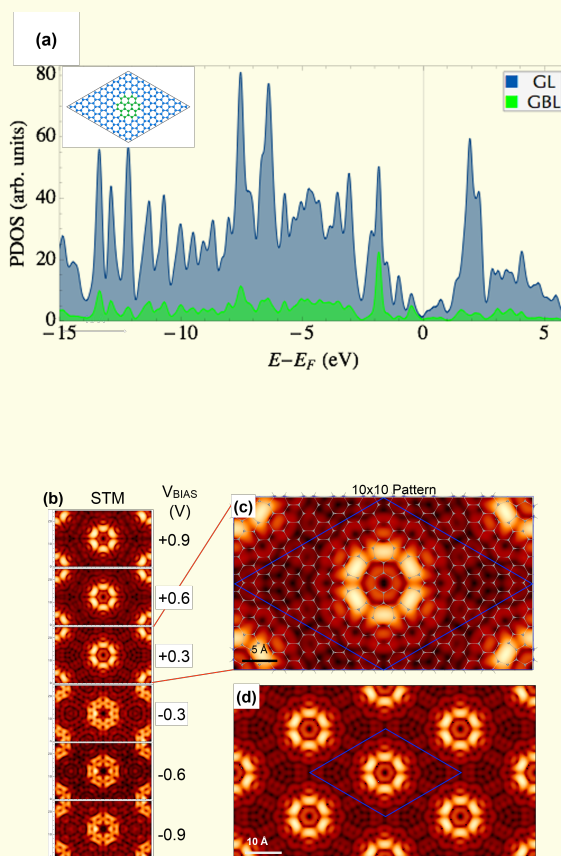 (a)
80
60
40
20
0
PDOS (arb. units)
GL
GBL
−15
−10
−5
0
5
E−E_F (eV)
(b)
STM
V_BIAS
(V)
+0.9
+0.6
+0.3
-0.3
-0.6
-0.9
10x10 Pattern
(c)
5 Å
(d)
10 Å